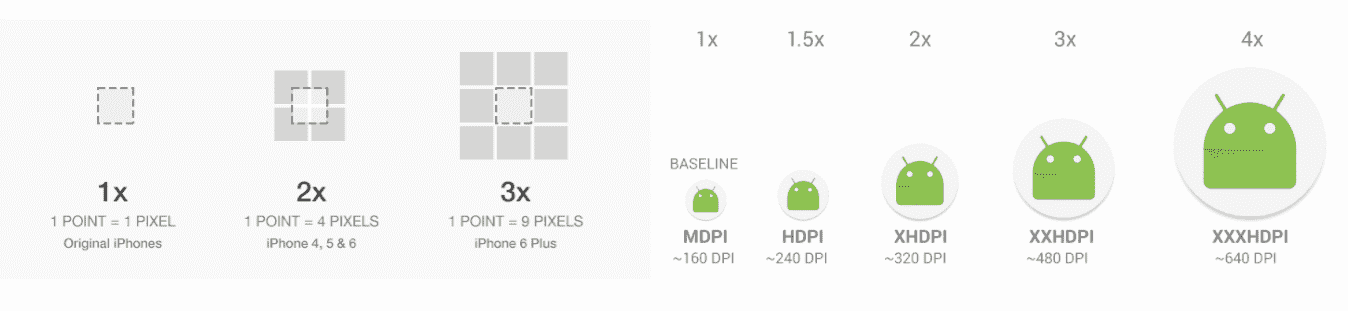 1x
1 POINT = 1 PIXEL
Original iPhones
2x
1 POINT = 4 PIXELS
iPhone 4, 5 & 6
3x
1 POINT = 9 PIXELS
iPhone 6 Plus
1x
1.5x
2x
3x
4x
BASELINE
MDPI
~160 DPI
HDPI
~240 DPI
XHDPI
~320 DPI
XXHDPI
~480 DPI
XXXHDPI
~640 DPI